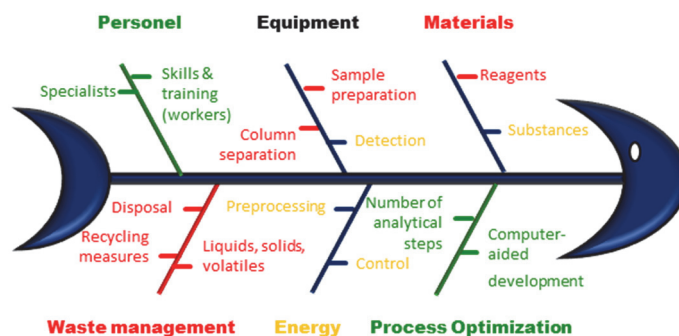 Personel
Equipment
Materials
Specialists
Skills &
training
(workers)
Sample
preparation
Column
separation
Detection
Reagents
Substances
Disposal
Recycling
measures
Liquids, solids,
volatiles
Preprocessing
Control
Number of
analytical
steps
Computer-
aided
development
Waste management
Energy
Process Optimization